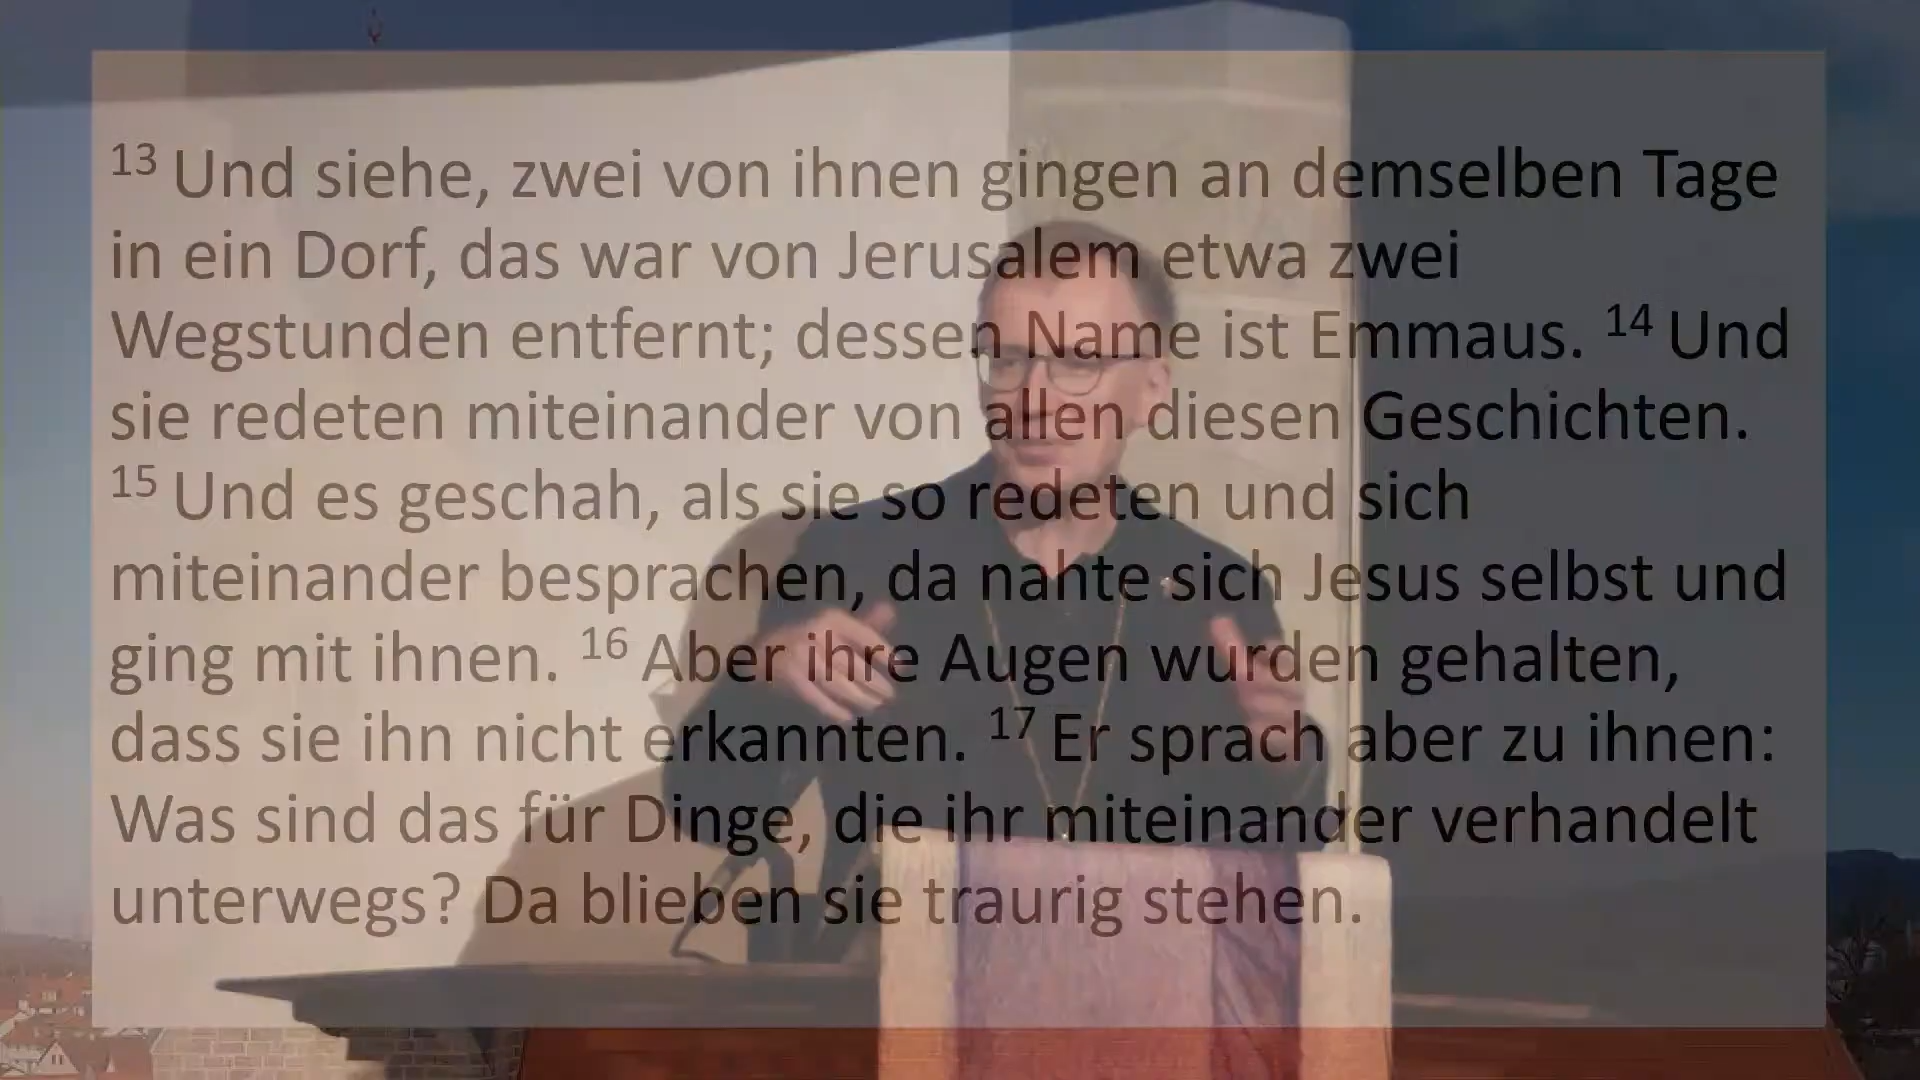 13 Und siehe, zwei von ihnen gingen an demselben Tage
in ein Dorf, das war von Jerusalem etwa zwei
Wegstunden entfernt; dessen Name ist Emmaus. 14 Und
sie redeten miteinander von allen diesen Geschichten.
15 Und es geschah, als sie so redeten und sich
miteinander besprachen, da nahte sich Jesus selbst und
ging mit ihnen. 16 Aber ihre Augen wurden gehalten,
dass sie ihn nicht erkannten. 17 Er sprach aber zu ihnen:
Was sind das für Dinge, die ihr miteinander verhandelt
unterwegs? Da blieben sie traurig stehen.